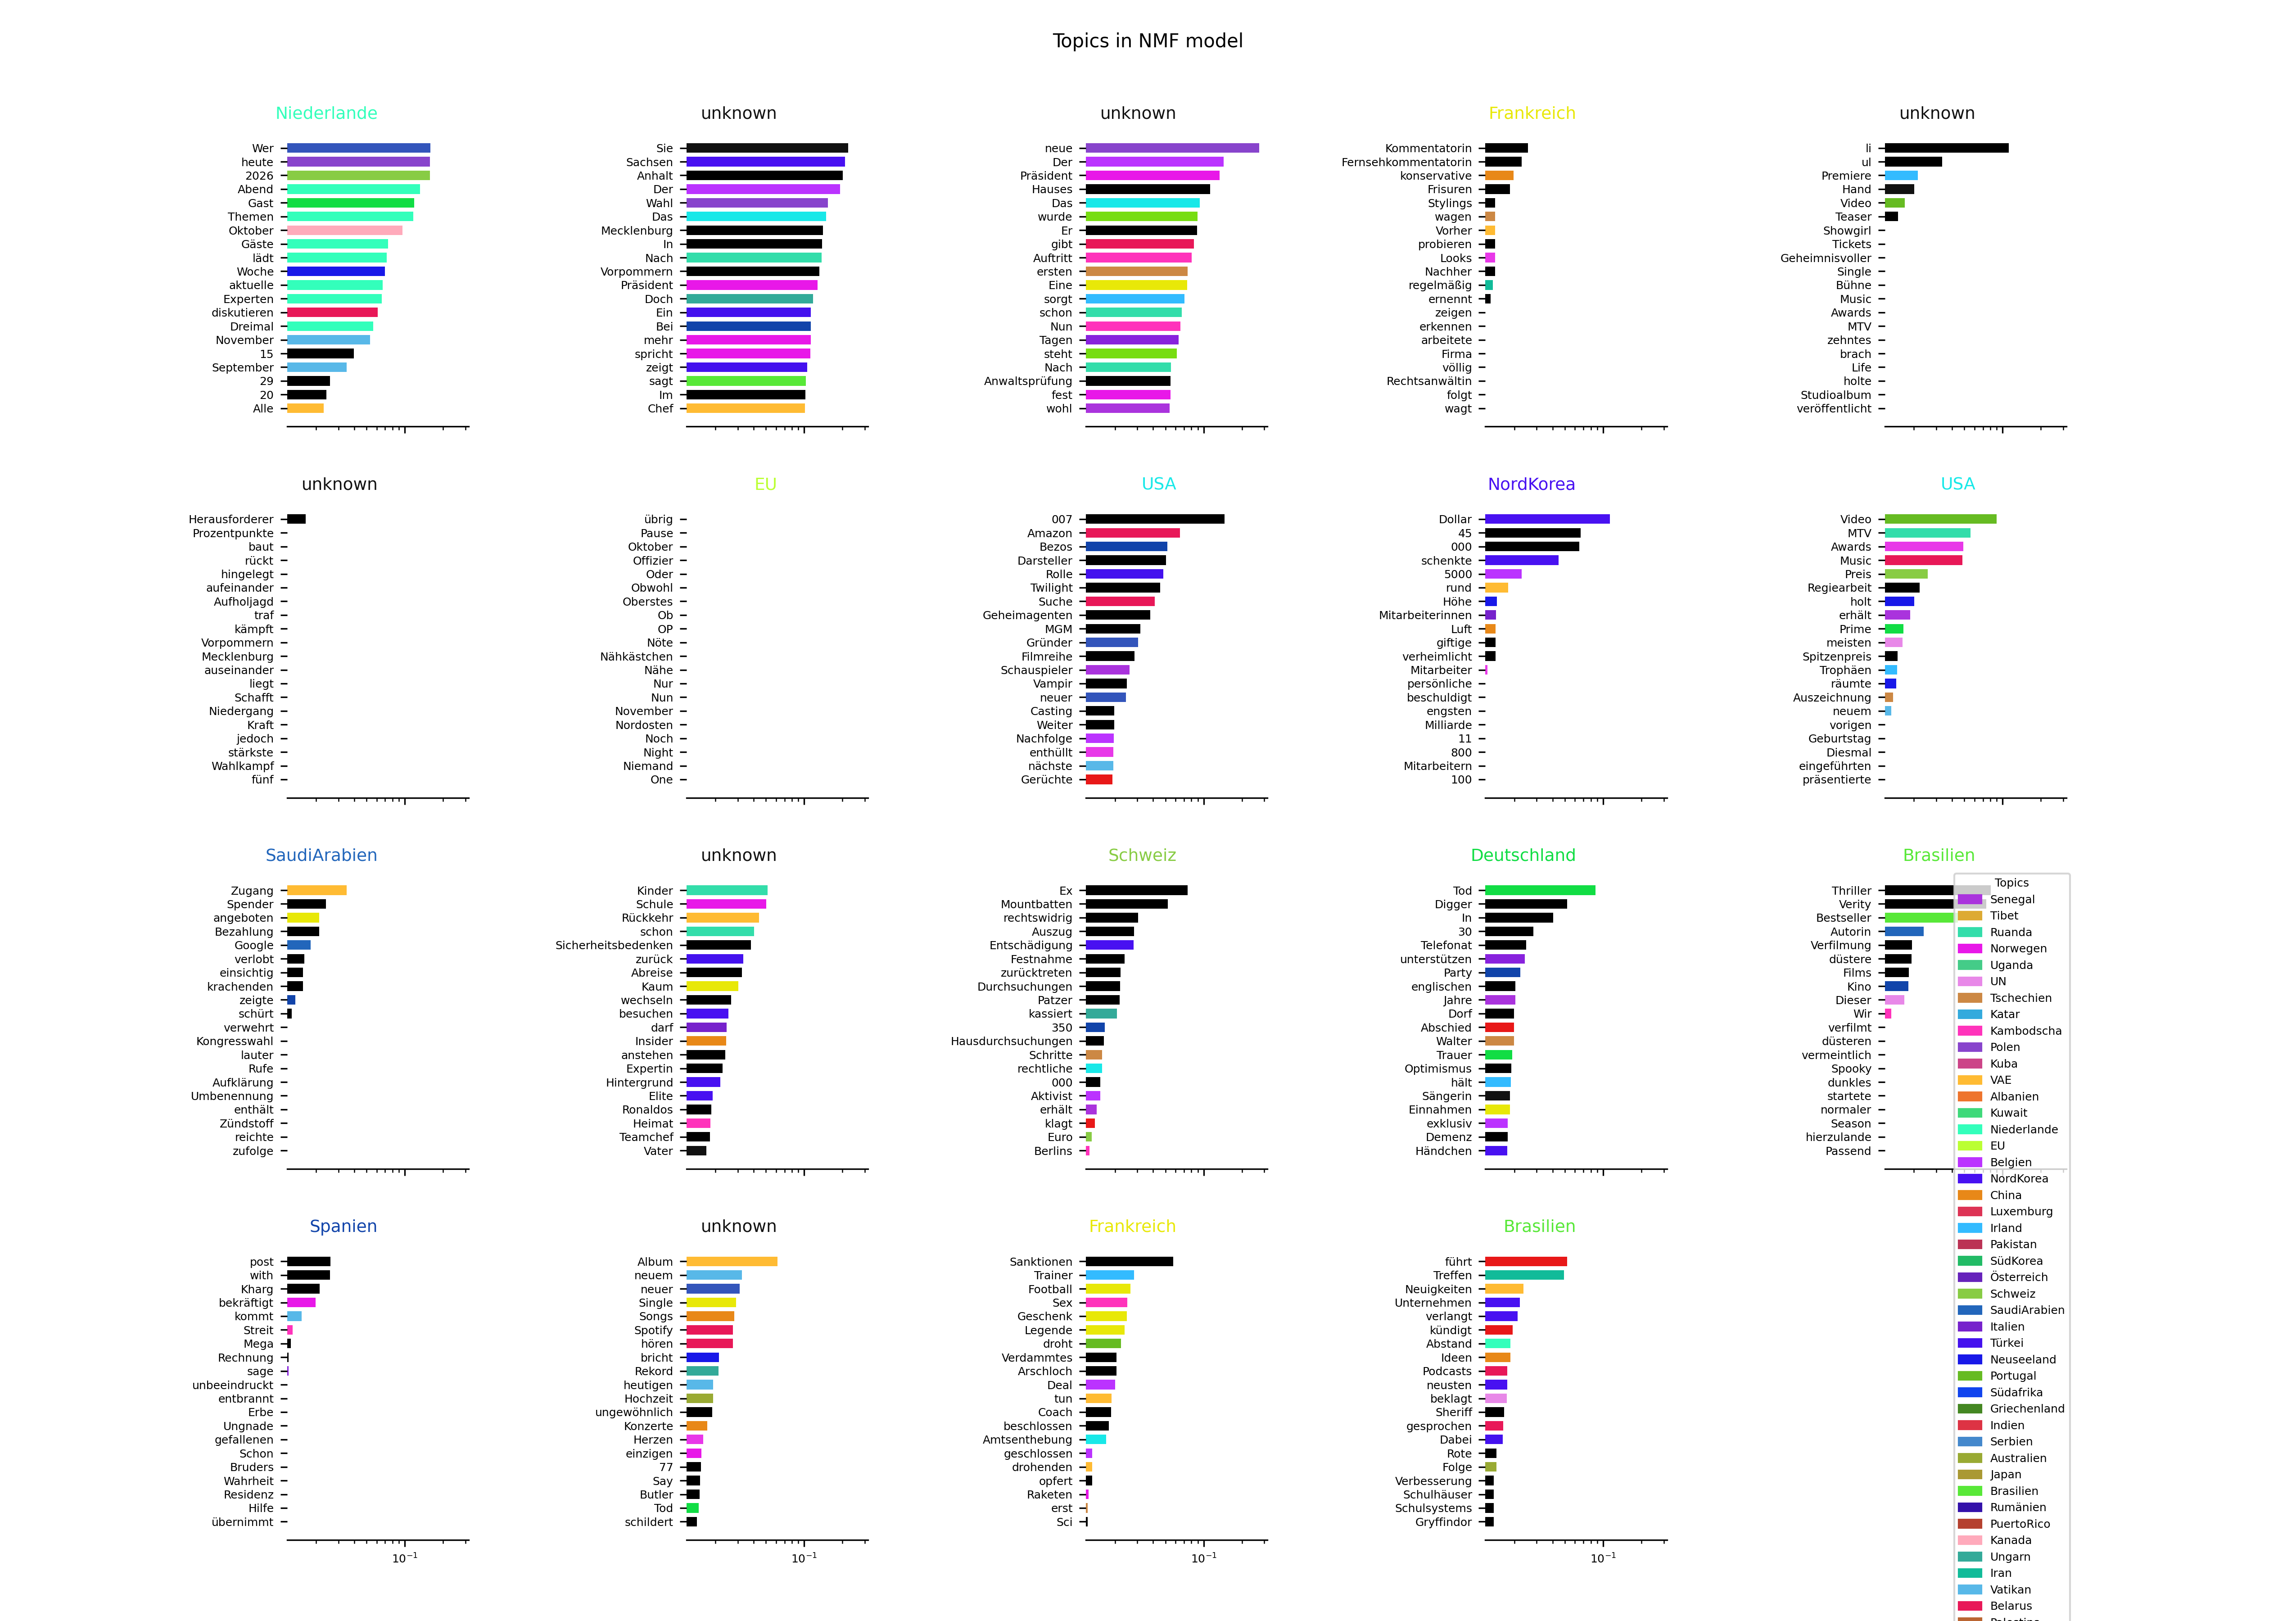 Topics in NMF model
Niederlande
Wer
heute
2026
Abend
Gast
Themen
Oktober
Gäste
lädt
Woche
aktuelle
Experten
diskutieren
Dreimal
November
15
September
29
20
Alle
unknown
Sie
Sachsen
Anhalt
Der
Wahl
Das
Mecklenburg
In
Nach
Vorpommern
Präsident
Doch
Ein
Bei
mehr
spricht
zeigt
sagt
Im
Chef
unknown
neue
Der
Präsident
Hauses
Das
wurde
Er
gibt
Auftritt
ersten
Eine
sorgt
schon
Nun
Tagen
steht
Nach
Anwaltsprüfung
fest
wohl
Frankreich
Kommentatorin
Fernsehkommentatorin
konservative
Frisuren
Stylings
wagen
Vorher
probieren
Looks
Nachher
regelmäßig
ernennt
zeigen
erkennen
arbeitete
Firma
völlig
Rechtsanwältin
folgt
wagt
unknown
li
ul
Premiere
Hand
Video
Teaser
Showgirl
Tickets
Geheimnisvoller
Single
Bühne
Music
Awards
MTV
zehntes
brach
Life
holte
Studioalbum
veröffentlicht
unknown
Herausforderer
Prozentpunkte
baut
rückt
hingelegt
aufeinander
Aufholjagd
traf
kämpft
Vorpommern
Mecklenburg
auseinander
liegt
Schafft
Niedergang
Kraft
jedoch
stärkste
Wahlkampf
fünf
EU
übrig
Pause
Oktober
Offizier
Oder
Obwohl
Oberstes
Ob
OP
Nöte
Nähkästchen
Nähe
Nur
Nun
November
Nordosten
Noch
Night
Niemand
One
USA
007
Amazon
Bezos
Darsteller
Rolle
Twilight
Suche
Geheimagenten
MGM
Gründer
Filmreihe
Schauspieler
Vampir
neuer
Casting
Weiter
Nachfolge
enthüllt
nächste
Gerüchte
NordKorea
Dollar
45
000
schenkte
5000
rund
Höhe
Mitarbeiterinnen
Luft
giftige
verheimlicht
Mitarbeiter
persönliche
beschuldigt
engsten
Milliarde
11
800
Mitarbeitern
100
USA
Video
MTV
Awards
Music
Preis
Regiearbeit
holt
erhält
Prime
meisten
Spitzenpreis
Trophäen
räumte
Auszeichnung
neuem
vorigen
Geburtstag
Diesmal
eingeführten
präsentierte
SaudiArabien
Zugang
Spender
angeboten
Bezahlung
Google
verlobt
einsichtig
krachenden
zeigte
schürt
verwehrt
Kongresswahl
lauter
Rufe
Aufklärung
Umbenennung
enthält
Zündstoff
reichte
zufolge
unknown
Kinder
Schule
Rückkehr
schon
Sicherheitsbedenken
zurück
Abreise
Kaum
wechseln
besuchen
darf
Insider
anstehen
Expertin
Hintergrund
Elite
Ronaldos
Heimat
Teamchef
Vater
Schweiz
Ex
Mountbatten
rechtswidrig
Auszug
Entschädigung
Festnahme
zurücktreten
Durchsuchungen
Patzer
kassiert
350
Hausdurchsuchungen
Schritte
rechtliche
000
Aktivist
erhält
klagt
Euro
Berlins
Deutschland
Tod
Digger
In
30
Telefonat
unterstützen
Party
englischen
Jahre
Dorf
Abschied
Walter
Trauer
Optimismus
hält
Sängerin
Einnahmen
exklusiv
Demenz
Händchen
Brasilien
Thriller
Verity
Bestseller
Autorin
Verfilmung
düstere
Films
Kino
Dieser
Wir
verfilmt
düsteren
vermeintlich
Spooky
dunkles
startete
normaler
Season
hierzulande
Passend
Spanien
post
with
Kharg
bekräftigt
kommt
Streit
Mega
Rechnung
sage
unbeeindruckt
entbrannt
Erbe
Ungnade
gefallenen
Schon
Bruders
Wahrheit
Residenz
Hilfe
übernimmt
10⁻¹
unknown
Album
neuem
neuer
Single
Songs
Spotify
hören
bricht
Rekord
heutigen
Hochzeit
ungewöhnlich
Konzerte
Herzen
einzigen
77
Say
Butler
Tod
schildert
10⁻¹
Frankreich
Sanktionen
Trainer
Football
Sex
Geschenk
Legende
droht
Verdammtes
Arschloch
Deal
tun
Coach
beschlossen
Amtsenthebung
geschlossen
drohenden
opfert
Raketen
erst
Sci
10⁻¹
Brasilien
führt
Treffen
Neuigkeiten
Unternehmen
verlangt
kündigt
Abstand
Ideen
Podcasts
neusten
beklagt
Sheriff
gesprochen
Dabei
Rote
Folge
Verbesserung
Schulhäuser
Schulsystems
Gryffindor
10⁻¹
Topics
Senegal
Tibet
Ruanda
Norwegen
Uganda
UN
Tschechien
Katar
Kambodscha
Polen
Kuba
VAE
Albanien
Kuwait
Niederlande
EU
Belgien
NordKorea
China
Luxemburg
Irland
Pakistan
SüdKorea
Österreich
Schweiz
SaudiArabien
Italien
Türkei
Neuseeland
Portugal
Südafrika
Griechenland
Indien
Serbien
Australien
Japan
Brasilien
Rumänien
PuertoRico
Kanada
Ungarn
Iran
Vatikan
Belarus